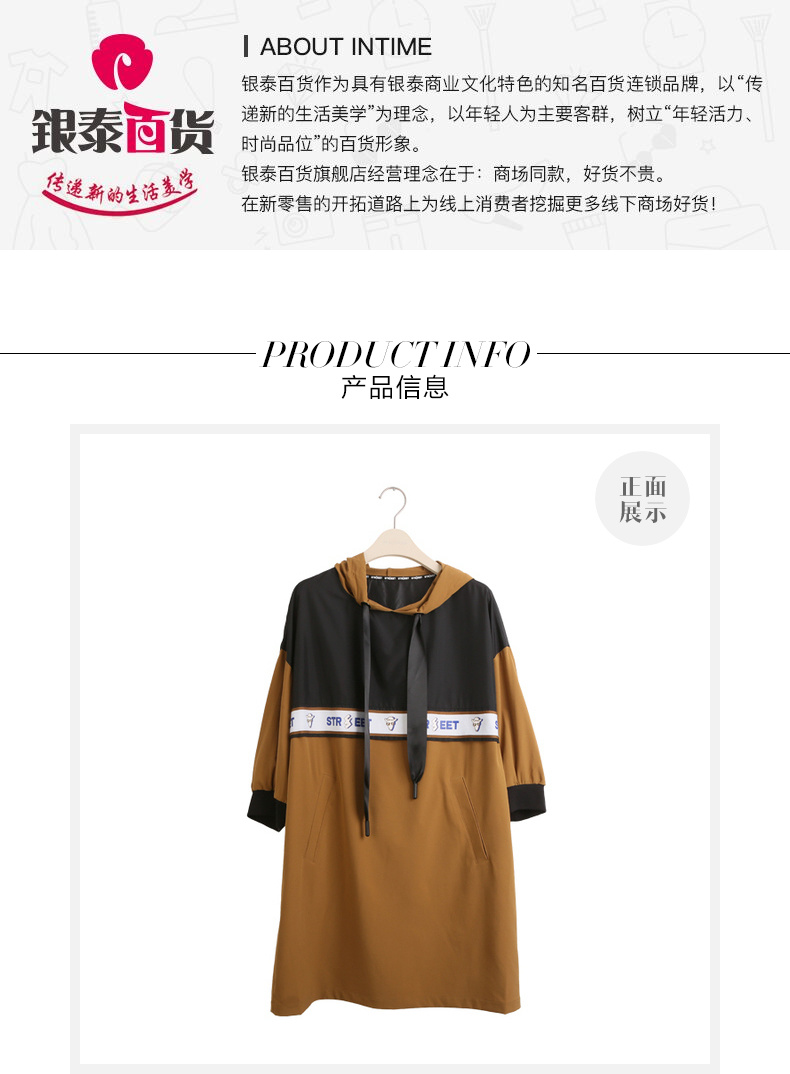 ABOUT INTIME
银泰百货作为具有银泰商业文化特色的知名百货连锁品牌，以“传
递新的生活美学”为理念，以年轻人为主要客群，树立“年轻活力、
时尚品位”的百货形象。
银泰百货旗舰店经营理念在于：商场同款，好货不贵。
在新零售的开拓道路上为线上消费者挖掘更多线下商场好货！
银泰百货
传递新的生活美学
PRODUCT INFO
产品信息
正面
展示
STR EET STR EET S